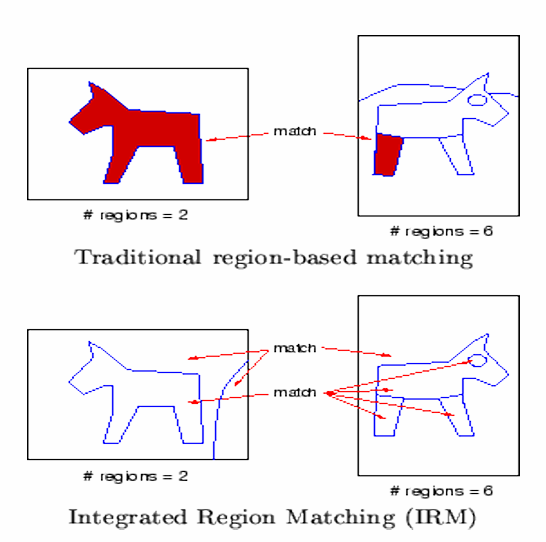 match
# regions = 2
# regions = 6
Traditional region-based matching
match
match
# regions = 2
# regions = 6
Integrated Region Matching (IRM)